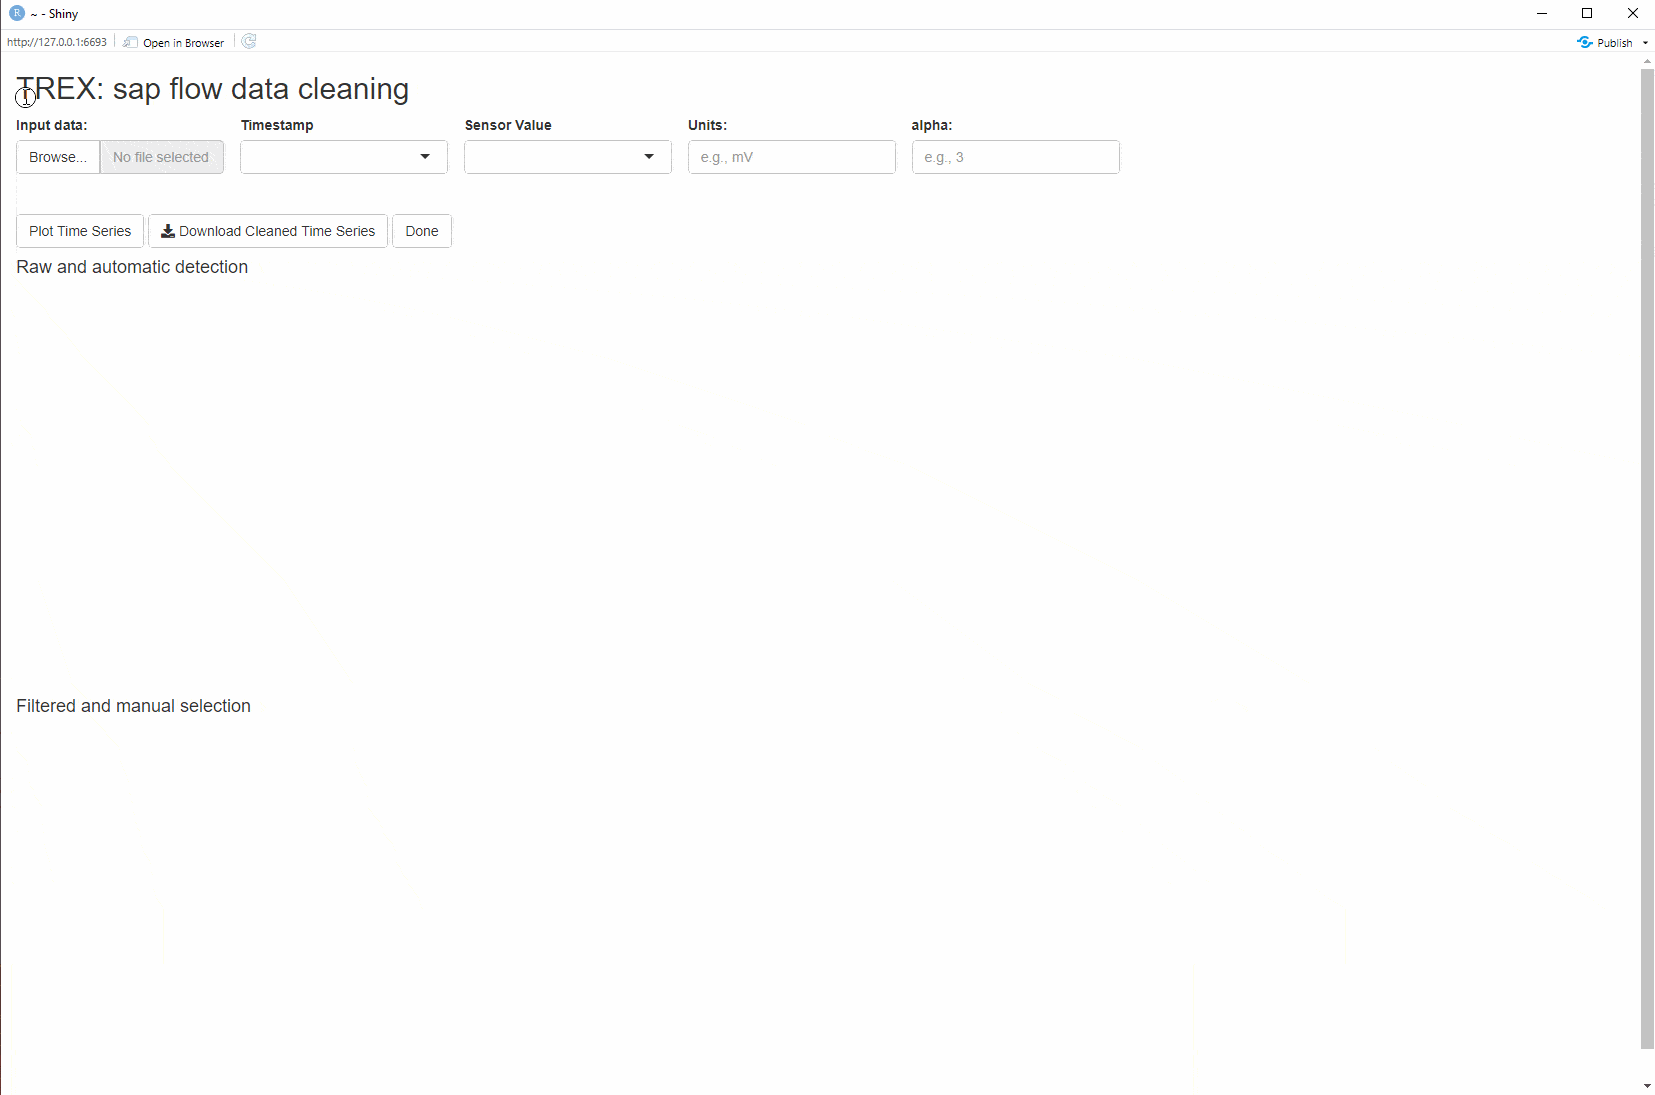 R ~ - Shiny
http://127.0.0.1:6693 Open in Browser Publish
TREX: sap flow data cleaning
Input data: Timestamp Sensor Value Units: alpha:
Browse... No file selected e.g., mV e.g., 3
Plot Time Series Download Cleaned Time Series Done
Raw and automatic detection
Filtered and manual selection